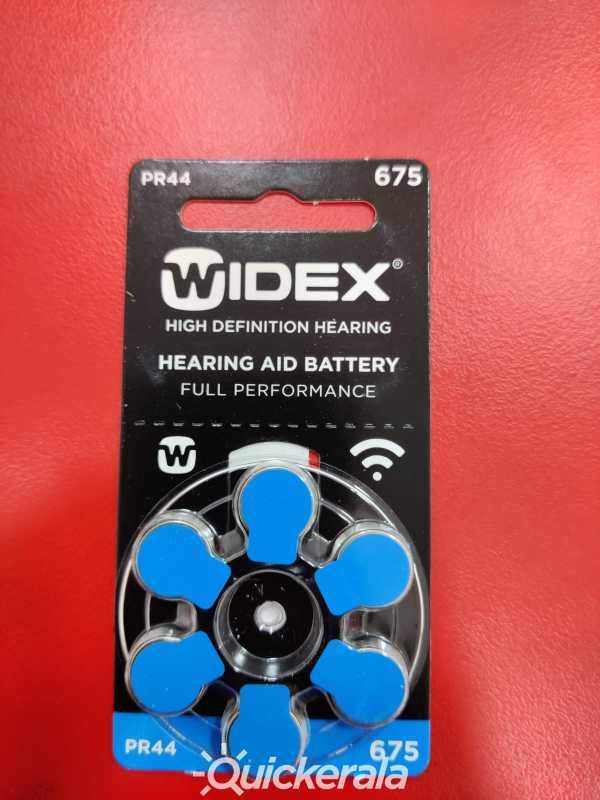 PR44 675
WIDEX®
HIGH DEFINITION HEARING
HEARING AID BATTERY
FULL PERFORMANCE
W
PR44 675
Quickerala